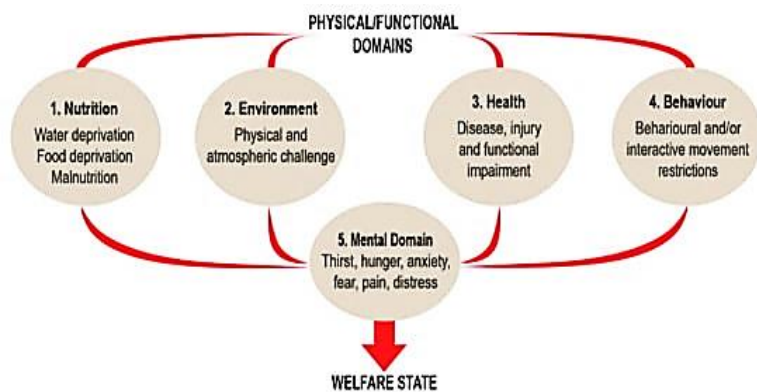 PHYSICAL/FUNCTIONAL
DOMAINS
1. Nutrition
Water deprivation
Food deprivation
Malnutrition
2. Environment
Physical and
atmospheric challenge
3. Health
Disease, injury
and functional
impairment
4. Behaviour
Beharioural and/or
interactive movement
restrictions
5. Mental Domain
Thirst, hunger, anxiety,
fear, pain, distress
WELFARE STATE